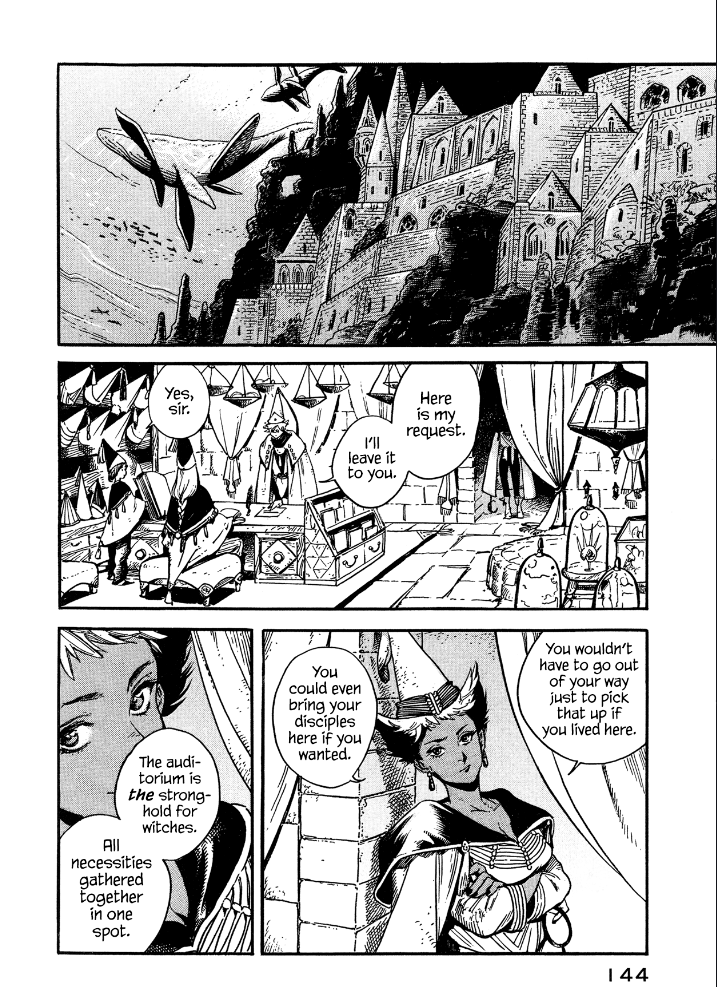 Here
is my
request.
I'll
leave it
to you.
Yes,
sir.
You wouldn't
have to go out
of your way
just to pick
that up if
you lived here.
You
could even
bring your
disciples
here if you
wanted.
The audi-
torium is
the strong-
hold for
witches.
All
necessities
gathered
together
in one
spot.
144